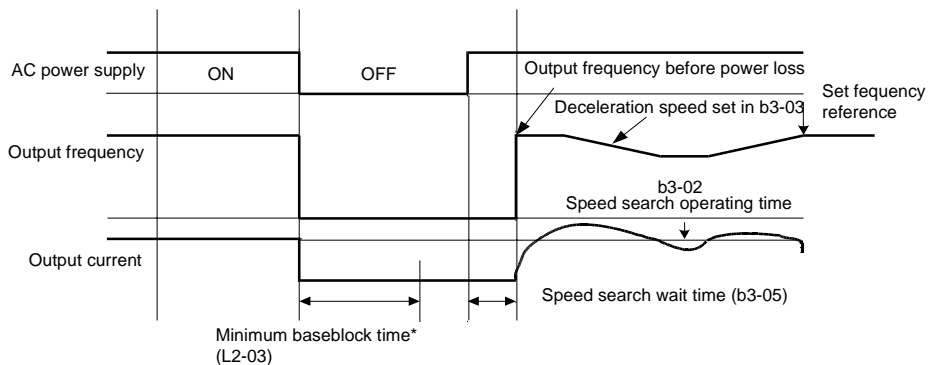 AC power supply
ON
OFF
Output frequency before power loss
Deceleration speed set in b3-03
Set fequency
reference
Output frequency
b3-02
Speed search operating time
Output current
Speed search wait time (b3-05)
Minimum baseblock time*
(L2-03)